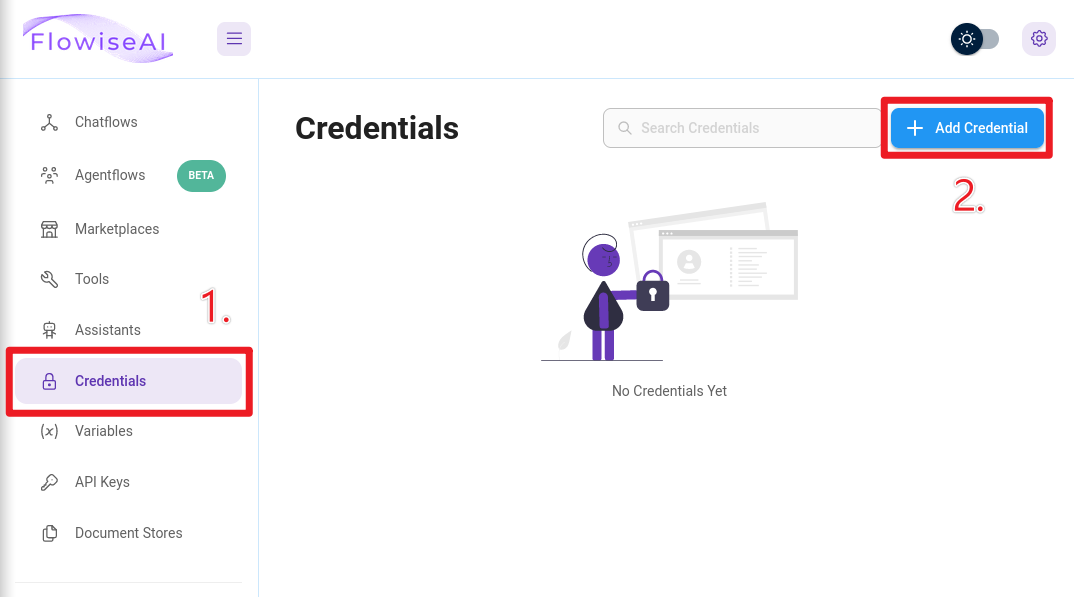 FlowiseAI
Chatflows
Agentflows BETA
Marketplaces
Tools
Assistants
Credentials
Variables
API Keys
Document Stores
1.
Credentials
Search Credentials
Add Credential
2.
No Credentials Yet